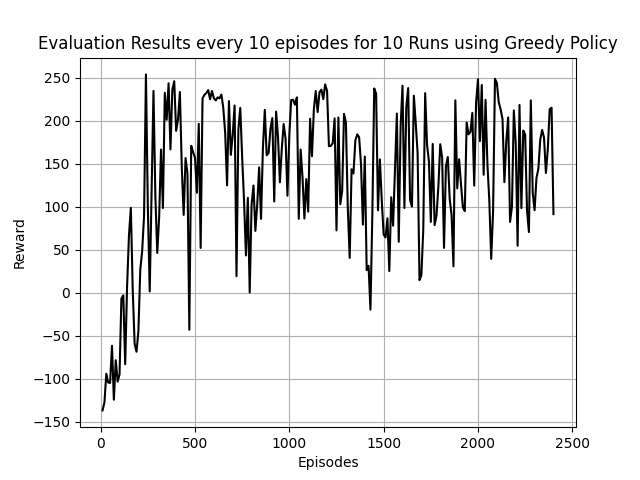 Evaluation Results every 10 episodes for 10 Runs using Greedy Policy
250
200
150
100
50
0
−50
−100
−150
Reward
0 500 1000 1500 2000 2500
Episodes